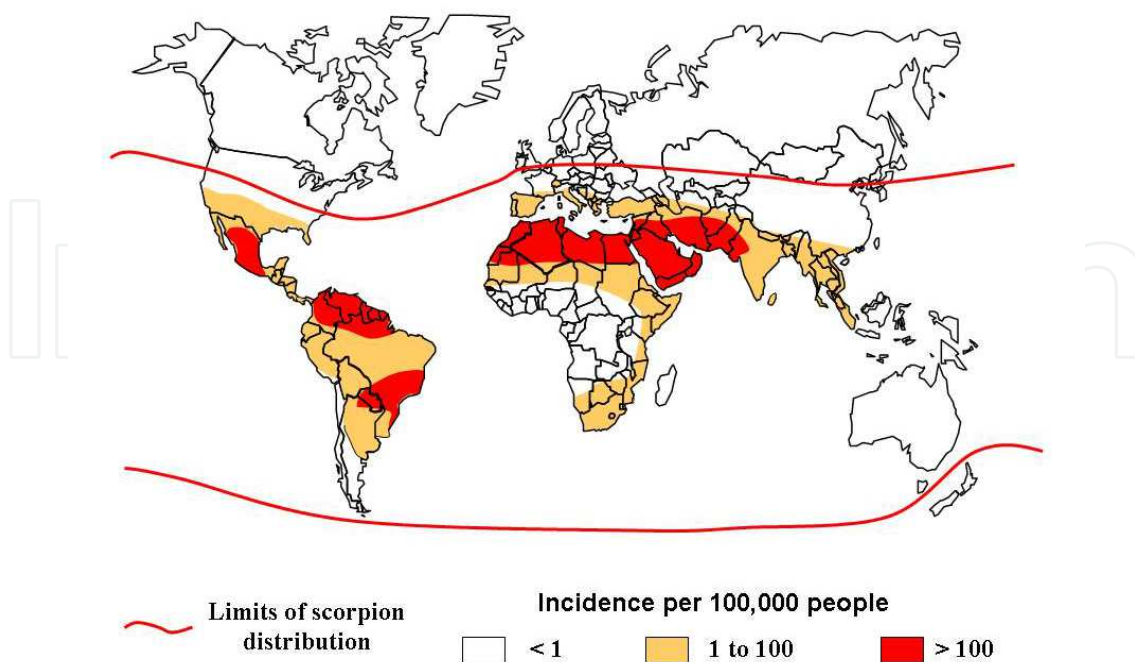 Limits of scorpion
distribution
Incidence per 100,000 people
< 1
1 to 100
> 100